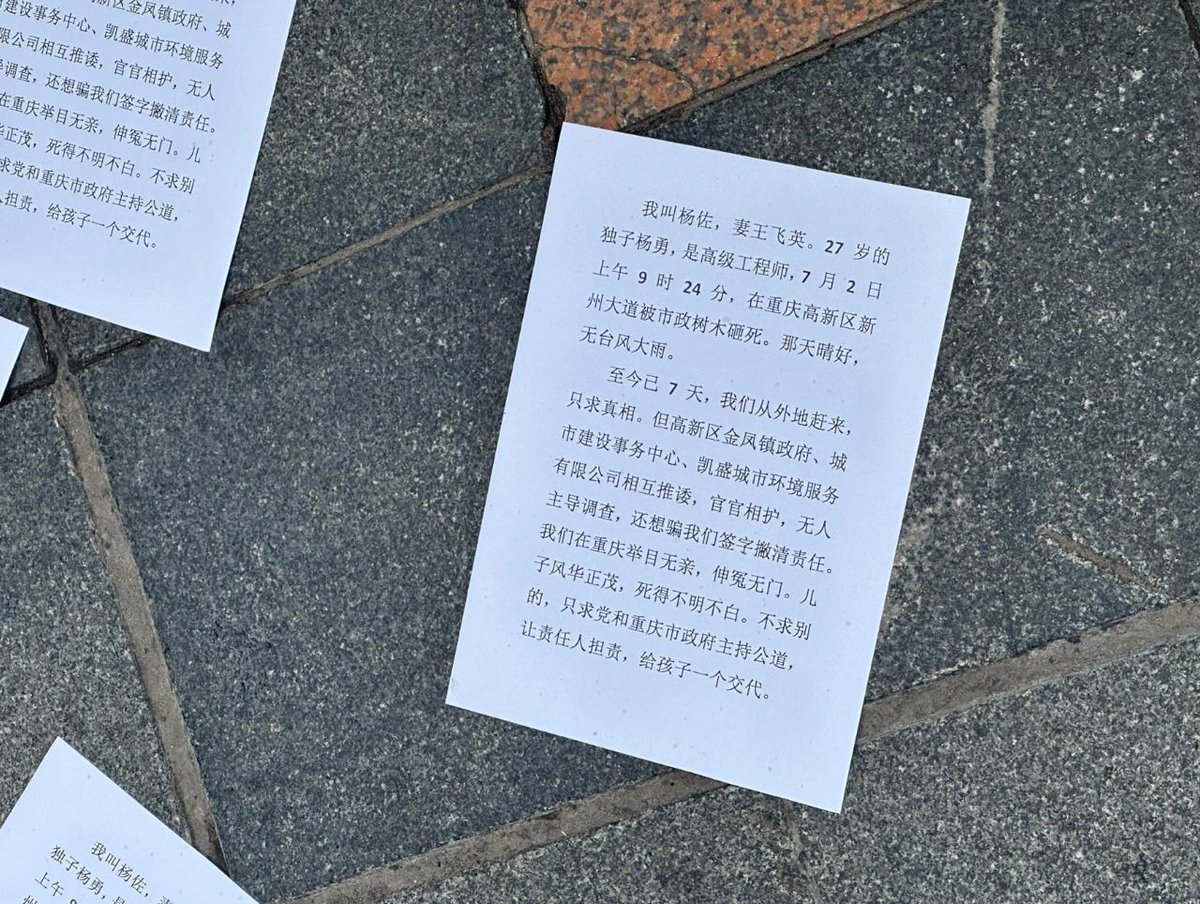 新区金凤镇政府、城
建设事务中心、凯盛城市环境服务
限公司相互推诿，官官相护，无人
导调查，还想骗我们签字撇清责任。
在重庆举目无亲，伸冤无门。儿
华正茂，死得不明不白。不求别
求党和重庆市政府主持公道，
人担责，给孩子一个交代。
我叫杨佐，妻王飞英。27 岁的
独子杨勇，是高级工程师，7 月 2 日
上午 9 时 24 分，在重庆高新区新
州大道被市政树木砸死。那天晴好，
无台风大雨。
至今已 7 天，我们从外地赶来，
只求真相。但高新区金凤镇政府、城
市建设事务中心、凯盛城市环境服务
有限公司相互推诿，官官相护，无人
主导调查，还想骗我们签字撇清责任。
我们在重庆举目无亲，伸冤无门。儿
子风华正茂，死得不明不白。不求别
的，只求党和重庆市政府主持公道，
让责任人担责，给孩子一个交代。
我叫杨佐，
独子杨勇，是
上午